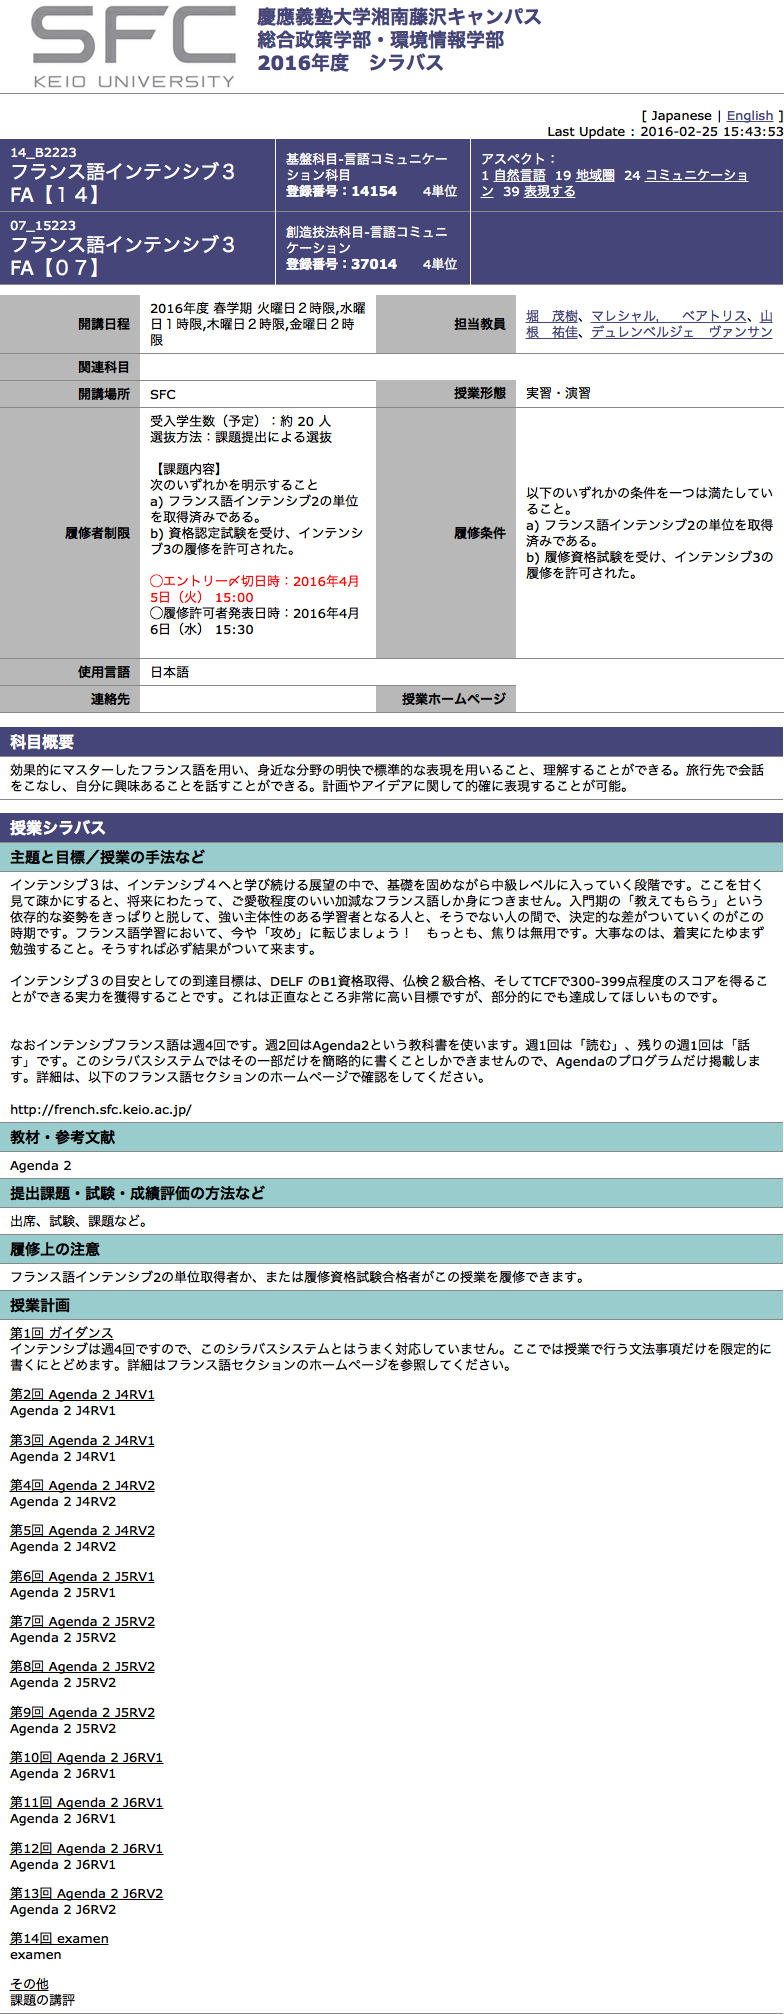 SFC
KEIO UNIVERSITY
慶應義塾大学湘南藤沢キャンパス
総合政策学部・環境情報学部
2016年度　シラバス
[ Japanese | English ]
Last Update : 2016-02-25 15:43:53
14_B2223
フランス語インテンシブ３
FA【１４】
基盤科目-言語コミュニケー
ション科目
登録番号：14154　4単位
アスペクト：
1 自然言語 19 地域圏 24 コミュニケーショ
ン 39 表現する
07_15223
フランス語インテンシブ３
FA【０７】
創造技法科目-言語コミュニ
ケーション
登録番号：37014　4単位
開講日程
2016年度 春学期 火曜日２時限,水曜
日１時限,木曜日２時限,金曜日２時
限
担当教員
堀　茂樹、マレシャル,　ベアトリス、山
根　祐佳、デュレンベルジェ　ヴァンサン
関連科目
開講場所
SFC
授業形態
実習・演習
履修者制限
受入学生数（予定）：約 20 人
選抜方法：課題提出による選抜
【課題内容】
次のいずれかを明示すること
a) フランス語インテンシブ2の単位
を取得済みである。
b) 資格認定試験を受け、インテンシ
ブ3の履修を許可された。
◯エントリー〆切日時：2016年4月
5日（火） 15:00
◯履修許可者発表日時：2016年4月
6日（水） 15:30
履修条件
以下のいずれかの条件を一つは満たしてい
ること。
a) フランス語インテンシブ2の単位を取得
済みである。
b) 履修資格試験を受け、インテンシブ3の
履修を許可された。
使用言語
日本語
連絡先
授業ホームページ
科目概要
効果的にマスターしたフランス語を用い、身近な分野の明快で標準的な表現を用いること、理解することができる。旅行先で会話
をこなし、自分に興味あることを話すことができる。計画やアイデアに関して的確に表現することが可能。
授業シラバス
主題と目標／授業の手法など
インテンシブ３は、インテンシブ４へと学び続ける展望の中で、基礎を固めながら中級レベルに入っていく段階です。ここを甘く
見て疎かにすると、将来にわたって、ご愛敬程度のいい加減なフランス語しか身につきません。入門期の「教えてもらう」という
依存的な姿勢をきっぱりと脱して、強い主体性のある学習者となる人と、そうでない人の間で、決定的な差がついていくのがこの
時期です。フランス語学習において、今や「攻め」に転じましょう！　もっとも、焦りは無用です。大事なのは、着実にたゆまず
勉強すること。そうすれば必ず結果がついて来ます。
インテンシブ３の目安としての到達目標は、DELF のB1資格取得、仏検２級合格、そしてTCFで300-399点程度のスコアを得るこ
とができる実力を獲得することです。これは正直なところ非常に高い目標ですが、部分的にでも達成してほしいものです。
なおインテンシブフランス語は週4回です。週2回はAgenda2という教科書を使います。週1回は「読む」、残りの週1回は「話
す」です。このシラバスシステムではその一部だけを簡略的に書くことしかできませんので、Agendaのプログラムだけ掲載しま
す。詳細は、以下のフランス語セクションのホームページで確認をしてください。
http://french.sfc.keio.ac.jp/
教材・参考文献
Agenda 2
提出課題・試験・成績評価の方法など
出席、試験、課題など。
履修上の注意
フランス語インテンシブ2の単位取得者か、または履修資格試験合格者がこの授業を履修できます。
授業計画
第1回 ガイダンス
インテンシブは週4回ですので、このシラバスシステムとはうまく対応していません。ここでは授業で行う文法事項だけを限定的に
書くにとどめます。詳細はフランス語セクションのホームページを参照してください。
第2回 Agenda 2 J4RV1
Agenda 2 J4RV1
第3回 Agenda 2 J4RV1
Agenda 2 J4RV1
第4回 Agenda 2 J4RV2
Agenda 2 J4RV2
第5回 Agenda 2 J4RV2
Agenda 2 J4RV2
第6回 Agenda 2 J5RV1
Agenda 2 J5RV1
第7回 Agenda 2 J5RV2
Agenda 2 J5RV2
第8回 Agenda 2 J5RV2
Agenda 2 J5RV2
第9回 Agenda 2 J5RV2
Agenda 2 J5RV2
第10回 Agenda 2 J6RV1
Agenda 2 J6RV1
第11回 Agenda 2 J6RV1
Agenda 2 J6RV1
第12回 Agenda 2 J6RV1
Agenda 2 J6RV1
第13回 Agenda 2 J6RV2
Agenda 2 J6RV2
第14回 examen
examen
その他
課題の講評